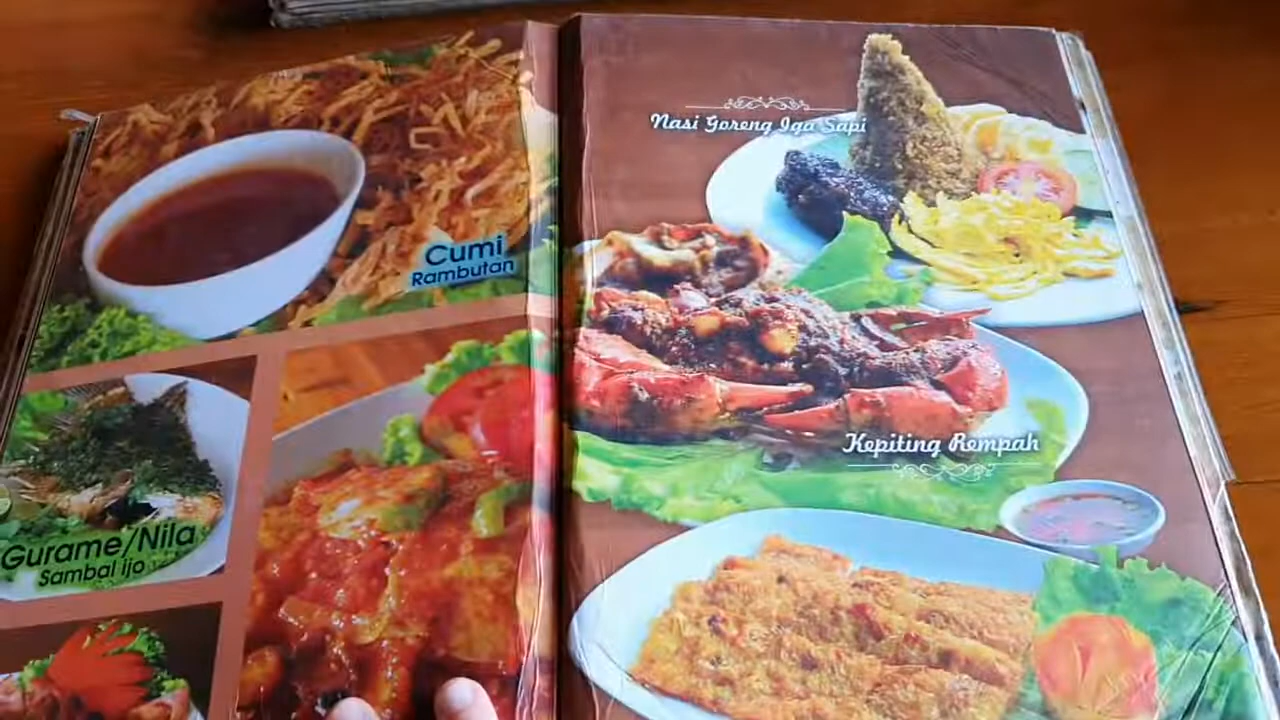 Cumi
Rambutan
Gurame/Nila
Sambal Ijo
Nasi Goreng Iga Sapi
Kepiting Rempah